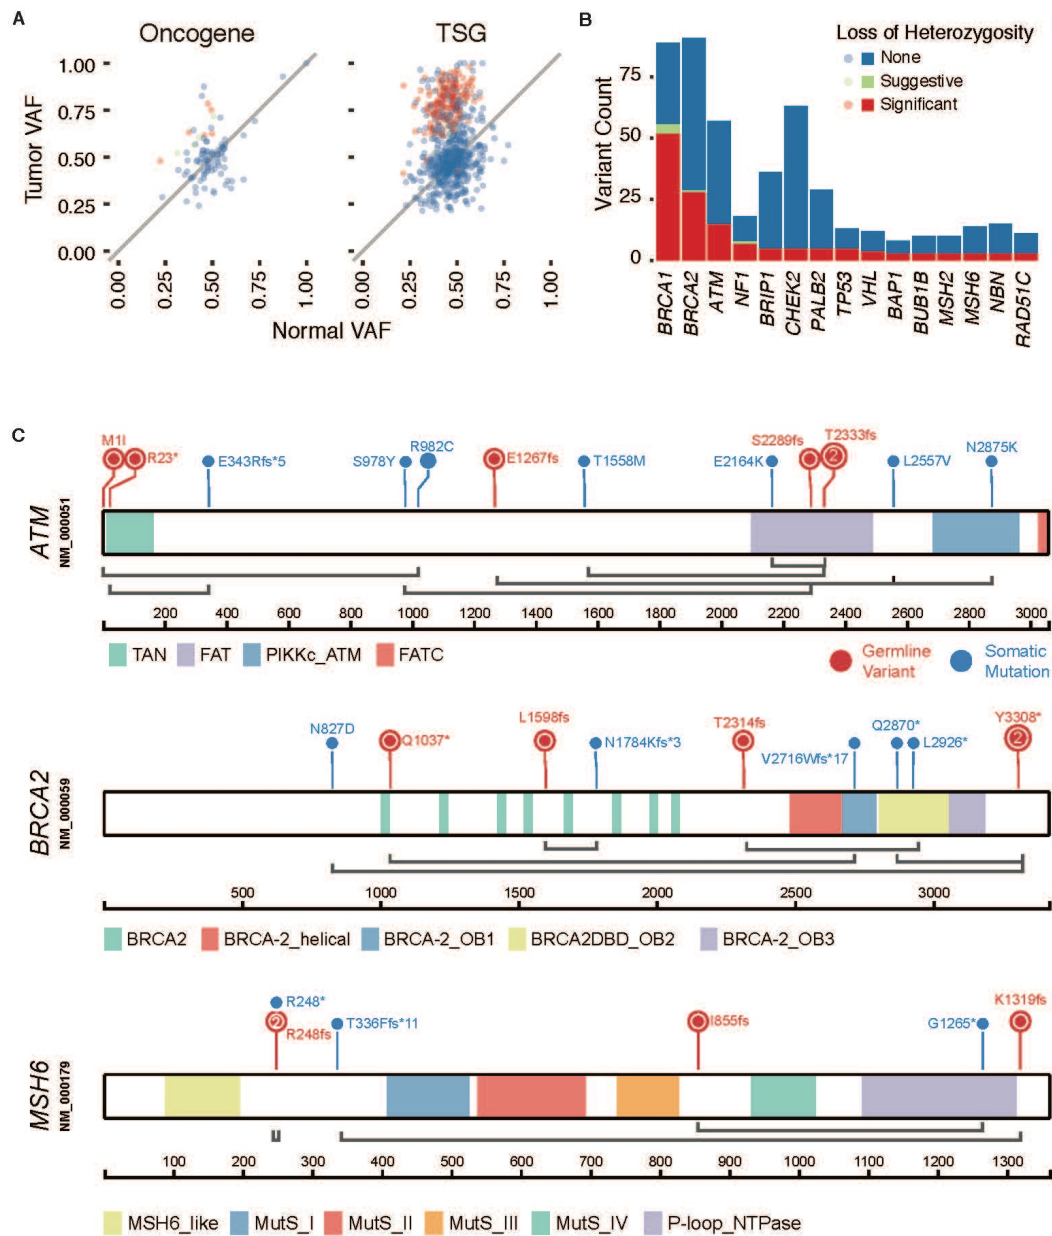 A
Oncogene
TSG
Tumor VAF
1.00
0.75
0.50
0.25
0.00
0.00
0.25
0.50
0.75
1.00
0.00
0.25
0.50
0.75
1.00
Normal VAF
B
Loss of Heterozygosity
None
Suggestive
Significant
Variant Count
75
50
25
0
BRCA1
BRCA2
ATM
NF1
BRIP1
CHEK2
PALB2
TP53
VHL
BAP1
BUB1B
MSH2
MSH6
NBN
RAD51C
C
ATM
NM_000051
M1I
R23*
E343Rfs*5
S978Y
R982C
E1267fs
T1558M
E2164K
S2289fs
T2333fs
2
L2557V
N2875K
200 400 600 800 1000 1200 1400 1600 1800 2000 2200 2400 2600 2800 3000
TAN FAT PIKKc_ATM FATC
Germline Somatic
Variant Mutation
BRCA2
NM_000059
N827D
Q1037*
L1598fs
N1784Kfs*3
T2314fs
V2716Wfs*17
Q2870*
L2926*
Y3308*
2
500 1000 1500 2000 2500 3000
BRCA2 BRCA-2_helical BRCA-2_OB1 BRCA2DBD_OB2 BRCA-2_OB3
MSH6
NM_000179
R248*
2
R248fs
T336Ffs*11
I855fs
G1265*
K1319fs
100 200 300 400 500 600 700 800 900 1000 1100 1200 1300
MSH6_like MutS_I MutS_II MutS_III MutS_IV P-loop_NTPase